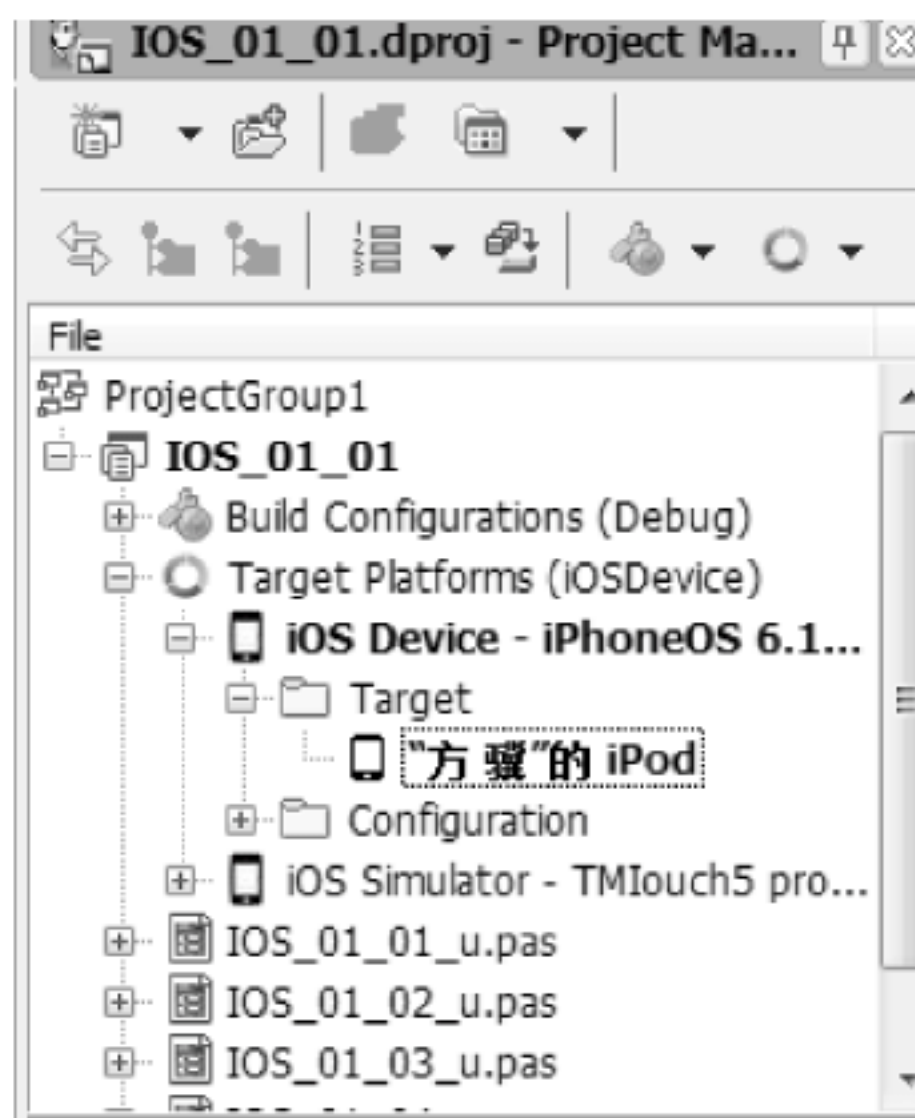 IOS_01_01.dproj - Project Ma...
File
ProjectGroup1
IOS_01_01
Build Configurations (Debug)
Target Platforms (iOSDevice)
iOS Device - iPhoneOS 6.1...
Target
“方 骥”的 iPod
Configuration
iOS Simulator - TMIouch5 pro...
IOS_01_01_u.pas
IOS_01_02_u.pas
IOS_01_03_u.pas